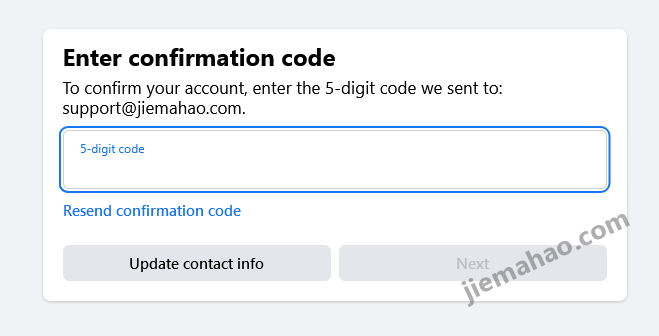 Enter confirmation code
To confirm your account, enter the 5-digit code we sent to:
support@jiemahao.com.
5-digit code
Resend confirmation code
Update contact info
Next
jiemahao.com